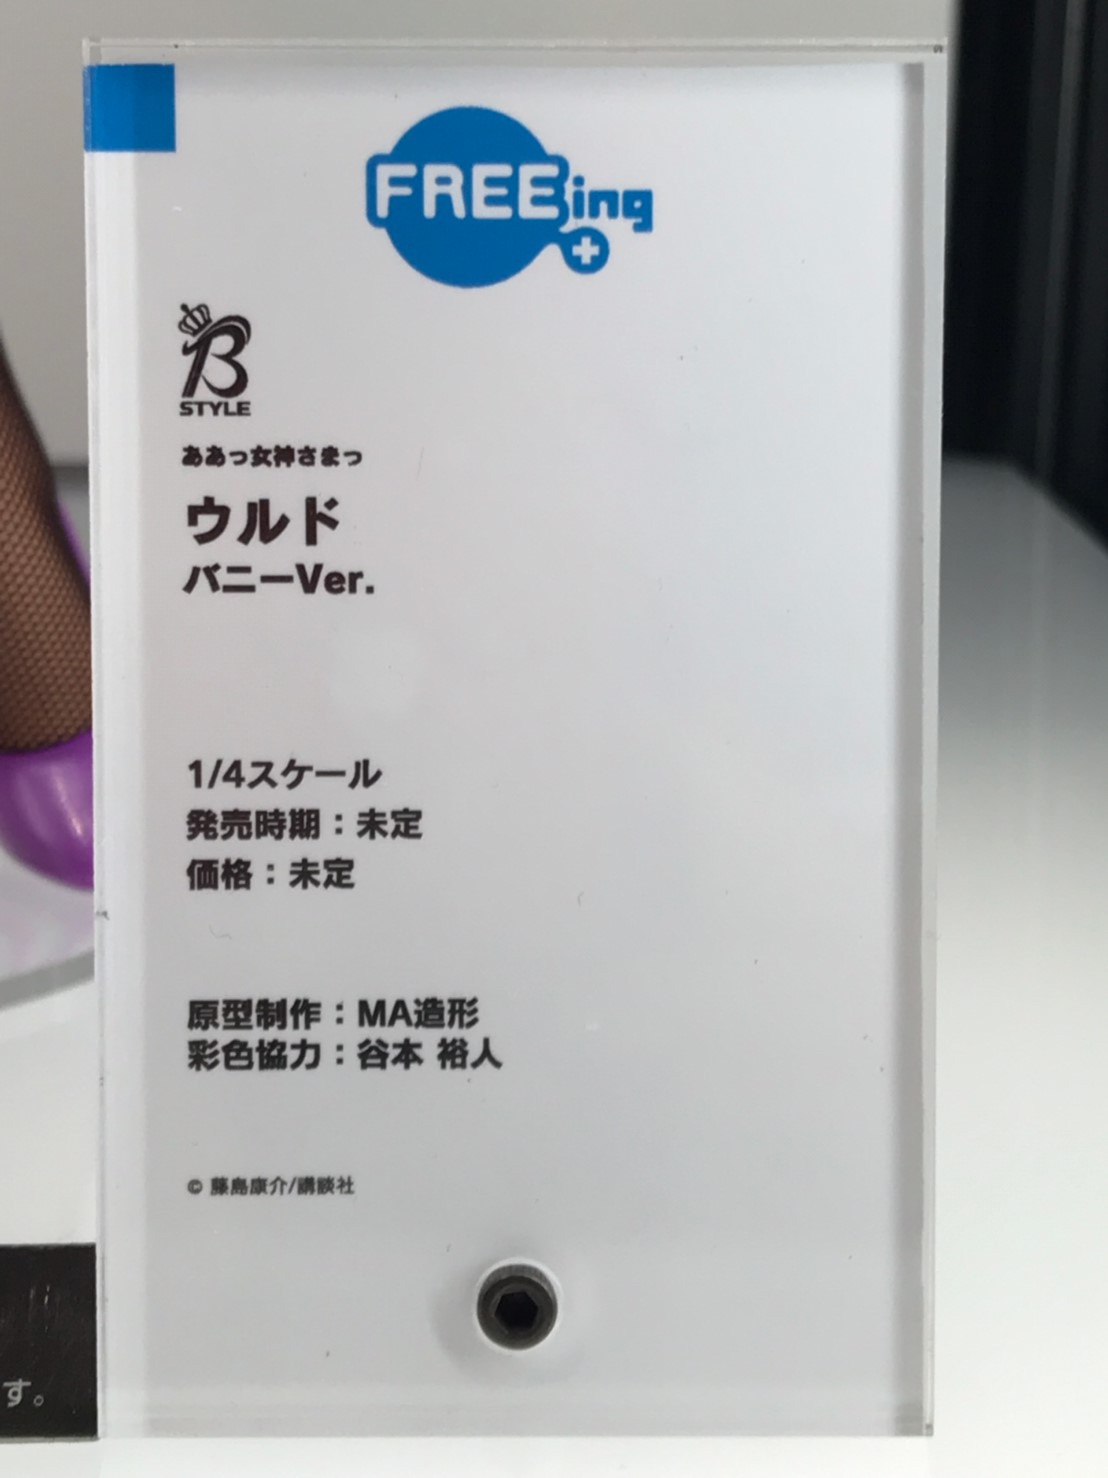 FREEing
B
STYLE
ああっ女神さまっ
ウルド
バニーVer.
1/4スケール
発売時期：未定
価格：未定
原型制作：MA造形
彩色協力：谷本 裕人
© 藤島康介/講談社
す。